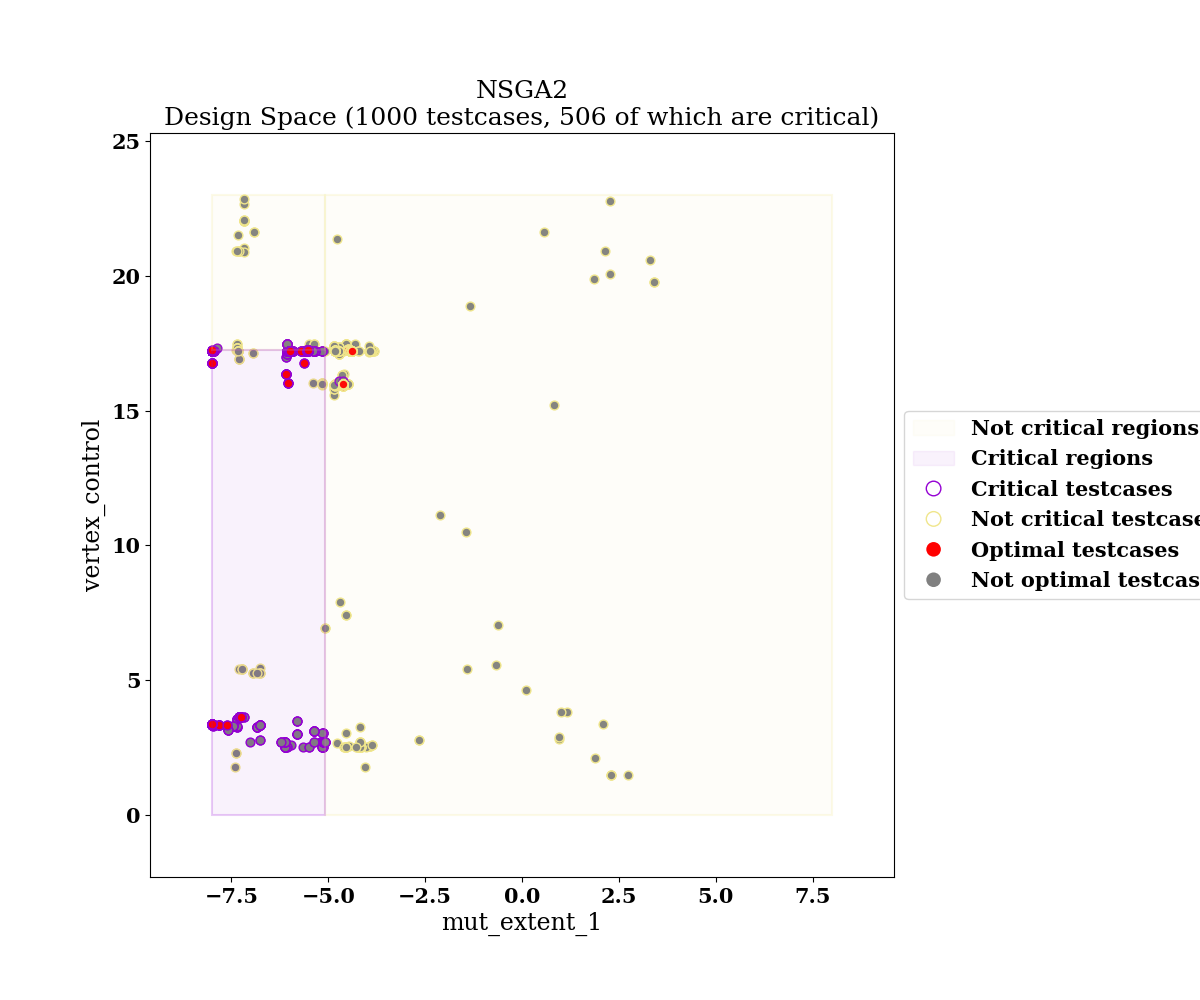 NSGA2
Design Space (1000 testcases, 506 of which are critical)
25
20
15
10
5
0
vertex_control
−7.5 −5.0 −2.5 0.0 2.5 5.0 7.5
mut_extent_1
Not critical regions
Critical regions
Critical testcases
Not critical testcase
Optimal testcases
Not optimal testcas